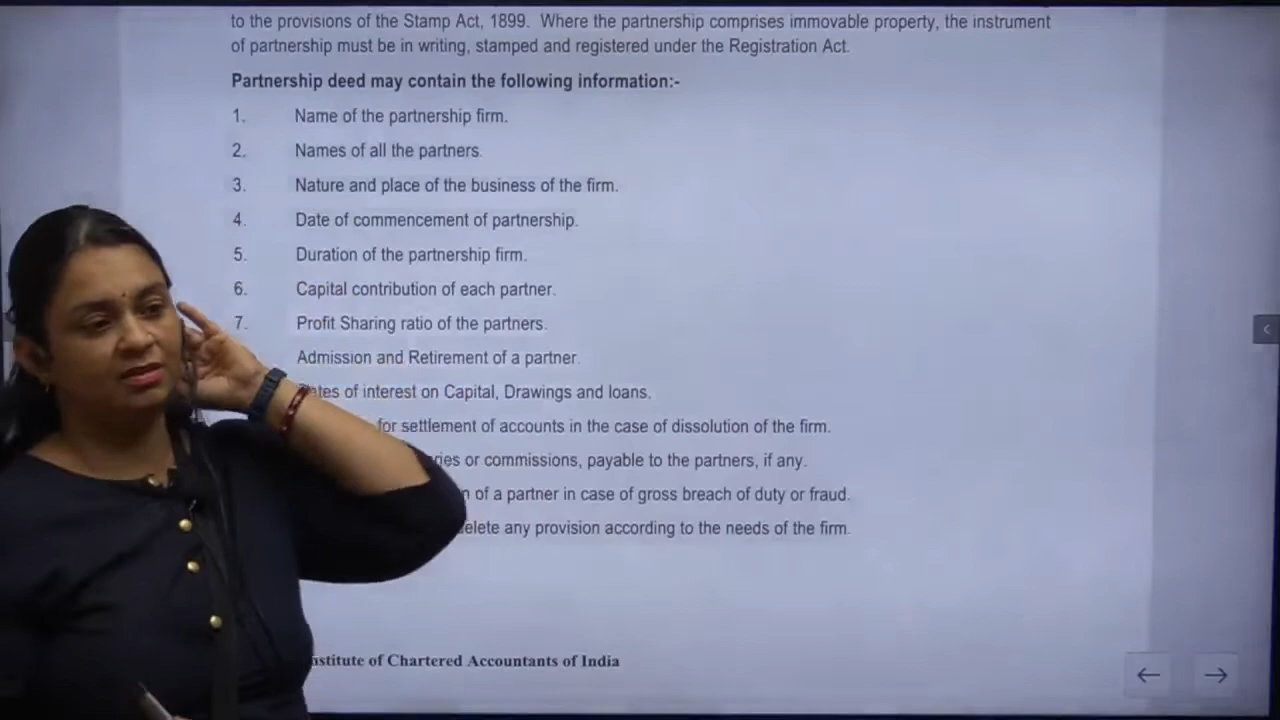 to the provisions of the Stamp Act, 1899. Where the partnership comprises immovable property, the instrument
of partnership must be in writing, stamped and registered under the Registration Act.
Partnership deed may contain the following information:-
1. Name of the partnership firm.
2. Names of all the partners.
3. Nature and place of the business of the firm.
4. Date of commencement of partnership.
5. Duration of the partnership firm.
6. Capital contribution of each partner.
7. Profit Sharing ratio of the partners.
Admission and Retirement of a partner.
of interest on Capital, Drawings and loans.
for settlement of accounts in the case of dissolution of the firm.
or commissions, payable to the partners, if any.
of a partner in case of gross breach of duty or fraud.
any provision according to the needs of the firm.
of Chartered Accountants of India